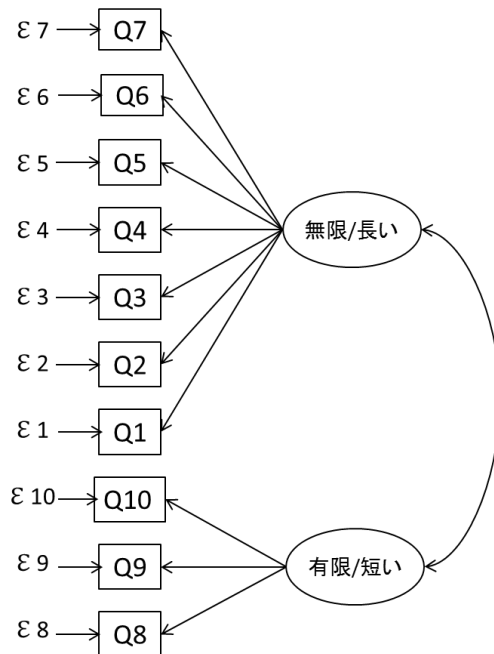 ε 7 Q7
ε 6 Q6
ε 5 Q5
ε 4 Q4 無限/長い
ε 3 Q3
ε 2 Q2
ε 1 Q1
ε 10 Q10
ε 9 Q9 有限/短い
ε 8 Q8